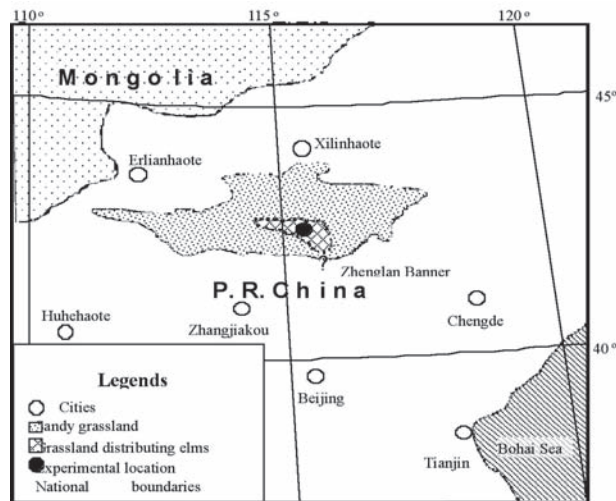 110°
115°
120°
Mongolia
45°
Xilinhaote
Erlianhaote
Zhenglan Banner
P.R.China
Huhehaote
Zhangjiakou
Chengde
40°
Legends
Cities
Sandy grassland
Grassland distributing elms
Experimental location
National boundaries
Beijing
Tianjin
Bohai Sea